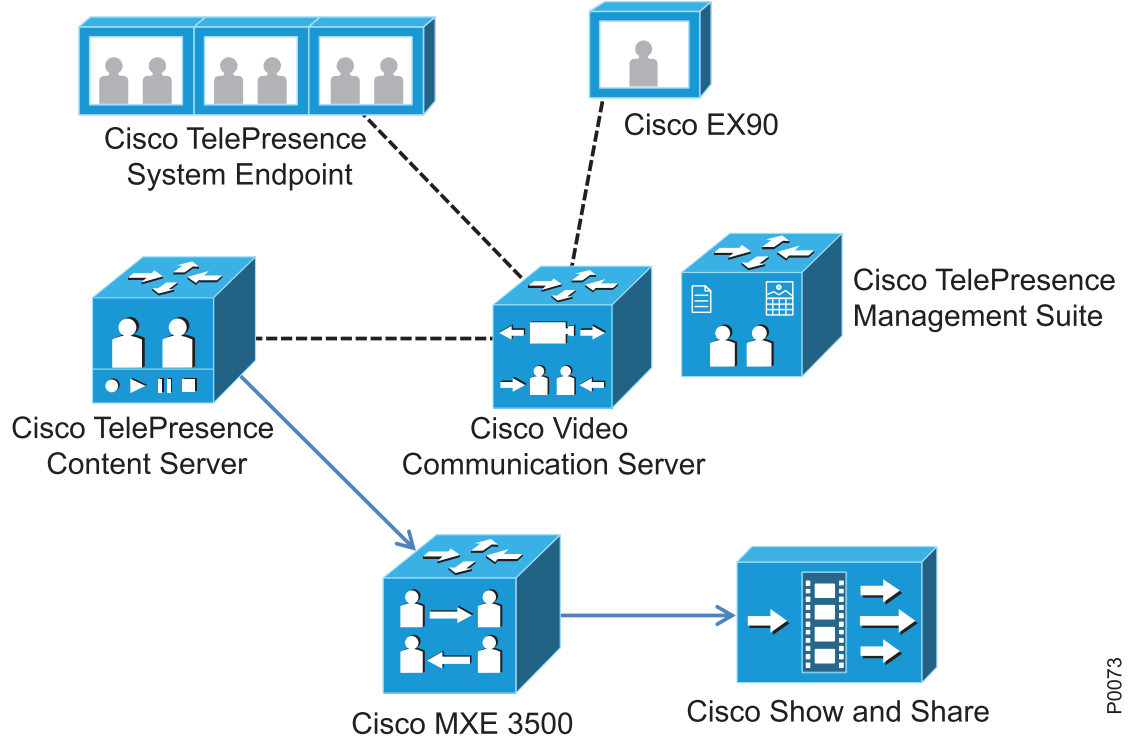 Cisco TelePresence
System Endpoint
Cisco EX90
Cisco TelePresence
Management Suite
Cisco TelePresence
Content Server
Cisco Video
Communication Server
Cisco MXE 3500
Cisco Show and Share
P0073